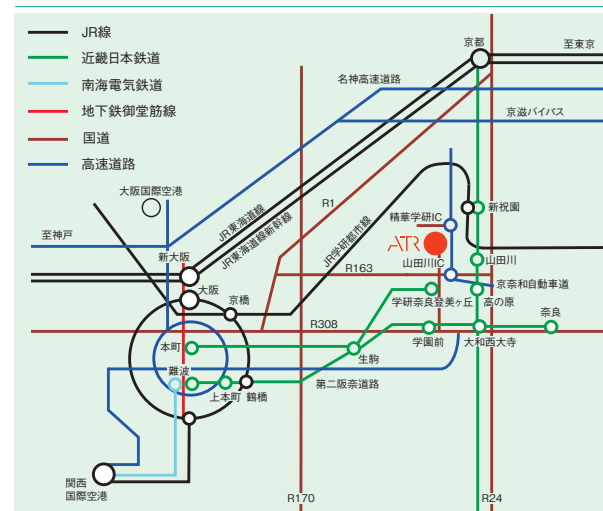 JR線
近畿日本鉄道
南海電気鉄道
地下鉄御堂筋線
国道
高速道路
京都
至東京
名神高速道路
京滋バイパス
大阪国際空港
R1
精華学研IC
新祝園
至神戸
JR東海道線
JR東海道線新幹線
JR学研都市線
新大阪
ATR
山田川IC
山田川
R163
京奈和自動車道
大阪
京橋
学研奈良登美ヶ丘
高の原
R308
奈良
本町
学園前
大和西大寺
生駒
難波
上本町
鶴橋
第二阪奈道路
関西
国際空港
R170
R24